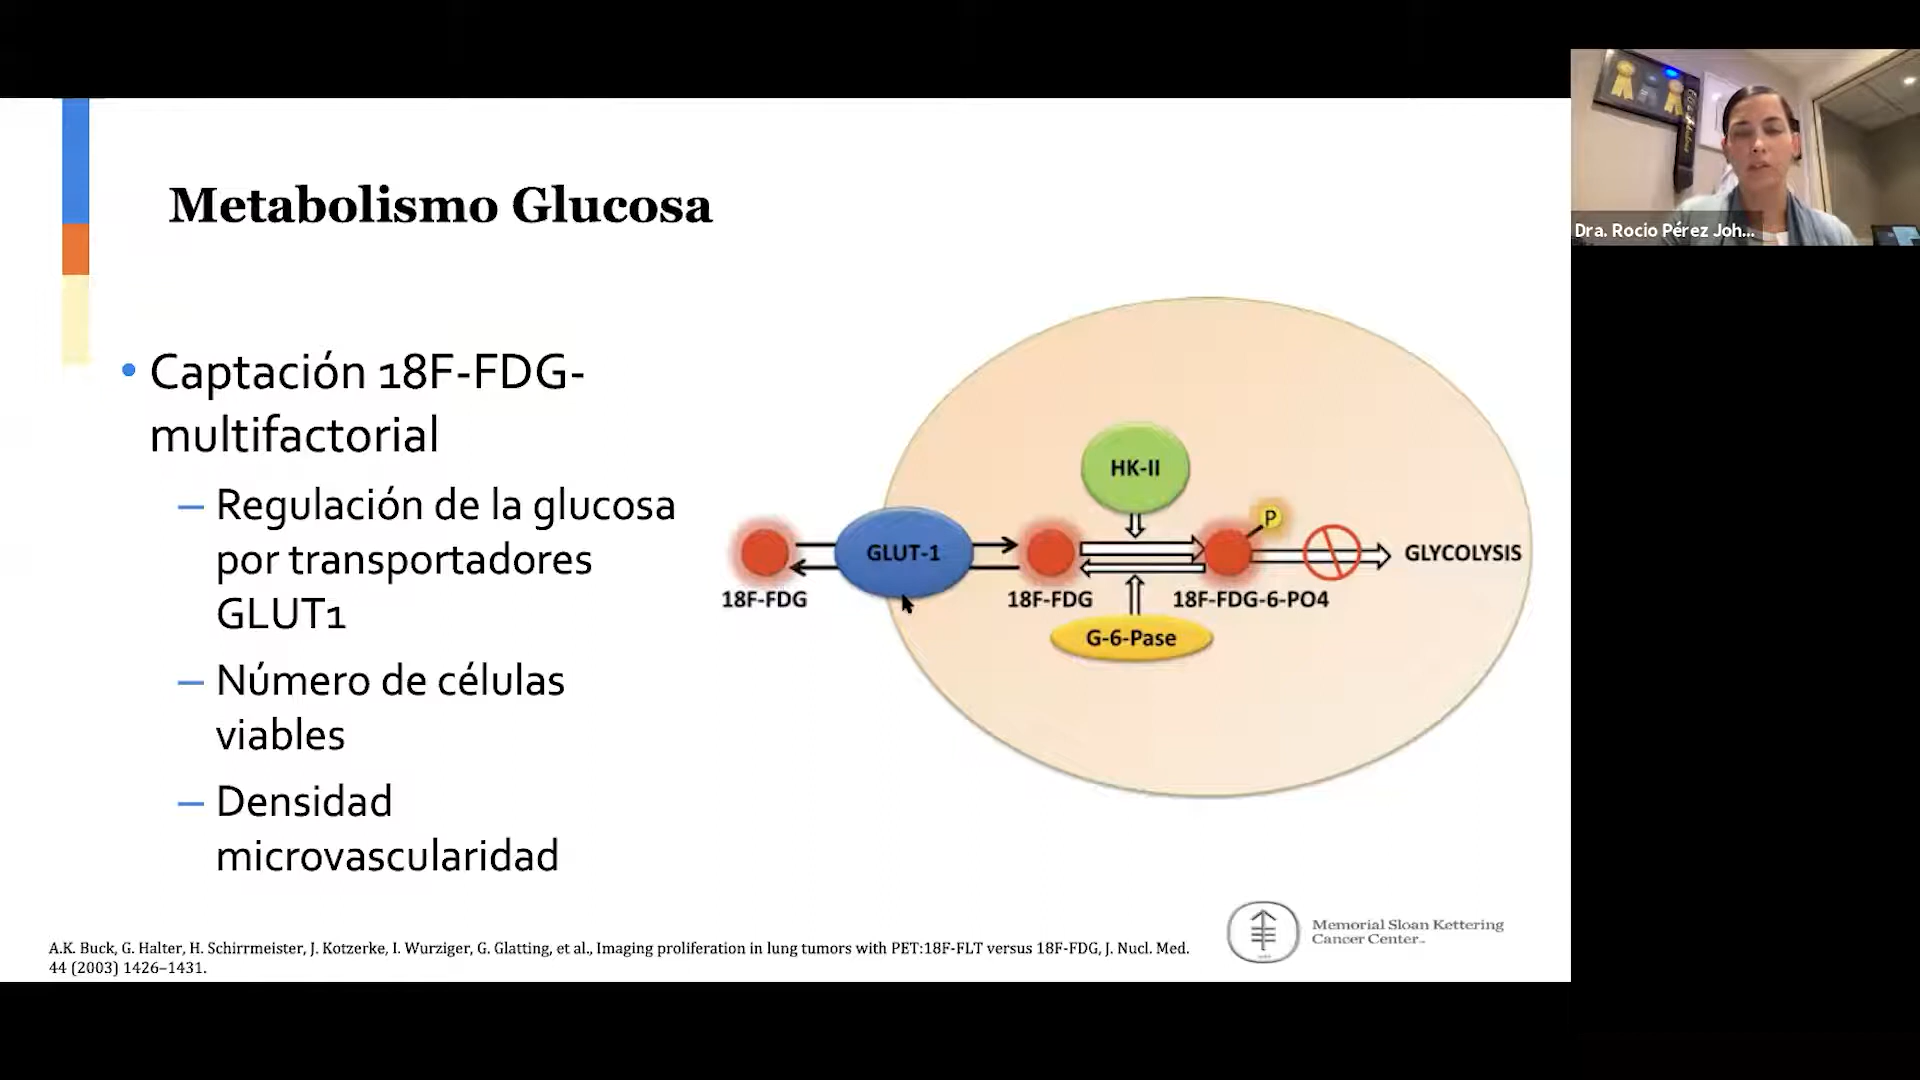 Metabolismo Glucosa
• Captación 18F-FDG-
multifactorial
– Regulación de la glucosa
por transportadores
GLUT1
– Número de células
viables
– Densidad
microvascularidad
HK-II
P
GLUT-1
GLYCOLYSIS
18F-FDG
18F-FDG
18F-FDG-6-PO4
G-6-Pase
A.K. Buck, G. Halter, H. Schirrmeister, J. Kotzerke, I. Wurziger, G. Glatting, et al., Imaging proliferation in lung tumors with PET:18F-FLT versus 18F-FDG, J. Nucl. Med.
44 (2003) 1426–1431.
Memorial Sloan Kettering
Cancer Center
Dra. Rocio Pérez Joh...